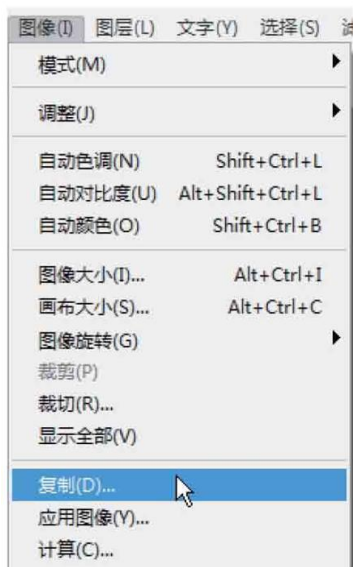 图像(I) 图层(L) 文字(Y) 选择(S)
模式(M)
调整(J)
自动色调(N) Shift+Ctrl+L
自动对比度(U) Alt+Shift+Ctrl+L
自动颜色(O) Shift+Ctrl+B
图像大小(I)... Alt+Ctrl+I
画布大小(S)... Alt+Ctrl+C
图像旋转(G)
裁剪(P)
裁切(R)...
显示全部(V)
复制(D)...
应用图像(Y)...
计算(C)...